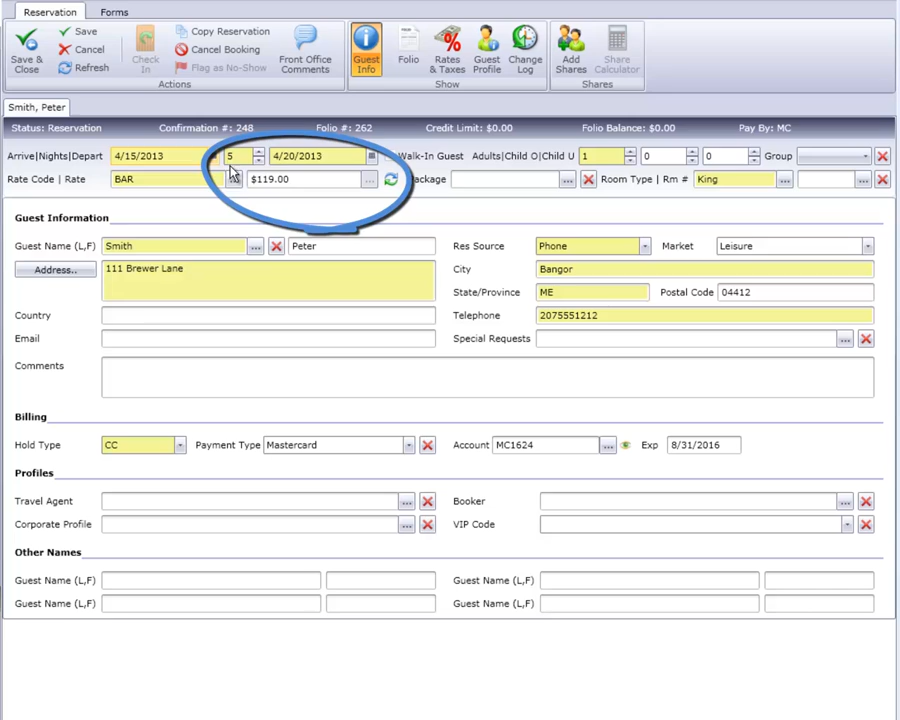 Reservation Forms
Save & Close
Save
Cancel
Refresh
Check In
Copy Reservation
Cancel Booking
Flag as No-Show
Front Office Comments
Guest Info
Folio
Rates & Taxes
Guest Profile
Change Log
Add Shares
Share Calculator
Actions Show Shares
Smith, Peter
Status: Reservation Confirmation #: 248 Folio #: 262 Credit Limit: $0.00 Folio Balance: $0.00 Pay By: MC
Arrive|Nights|Depart 4/15/2013 5 4/20/2013 Walk-In Guest Adults|Child O|Child U 1 0 0 Group
Rate Code | Rate BAR $119.00 ... Package ... Room Type | Rm # King ... ...
Guest Information
Guest Name (L,F) Smith ... Peter Res Source Phone Market Leisure
Address.. 111 Brewer Lane City Bangor
State/Province ME Postal Code 04412
Country Telephone 2075551212
Email Special Requests ...
Comments
Billing
Hold Type CC Payment Type Mastercard Account MC1624 ... Exp 8/31/2016
Profiles
Travel Agent ... Booker ...
Corporate Profile ... VIP Code
Other Names
Guest Name (L,F) Guest Name (L,F)
Guest Name (L,F) Guest Name (L,F)